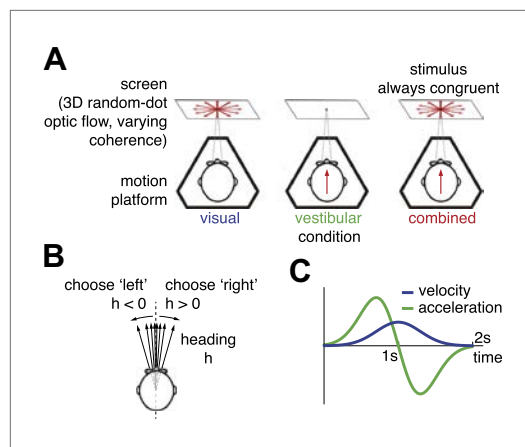 A
screen
(3D random-dot
optic flow, varying
coherence)
stimulus
always congruent
motion
platform
visual
vestibular
combined
condition
B
choose 'left'
h < 0
choose 'right'
h > 0
heading
h
C
velocity
acceleration
2s
1s
time